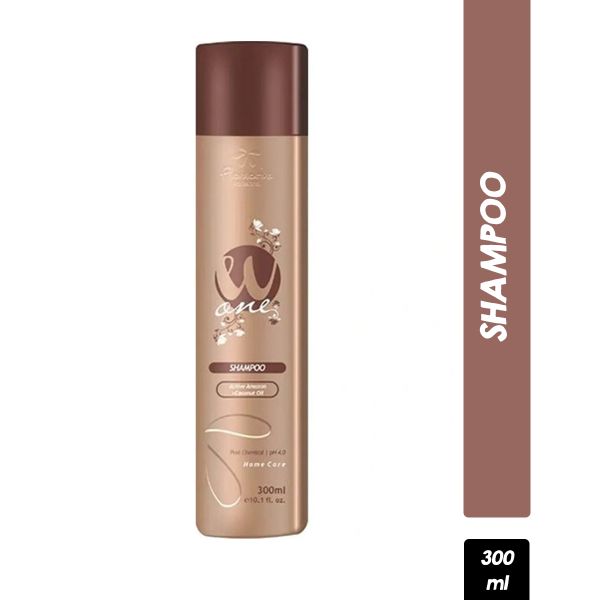 W
one
SHAMPOO
Active Amazon
+Coconut Oil
Post Chemical | pH 4.0
Home Care
300ml
e10.1 fl. oz.
SHAMPOO
300
ml